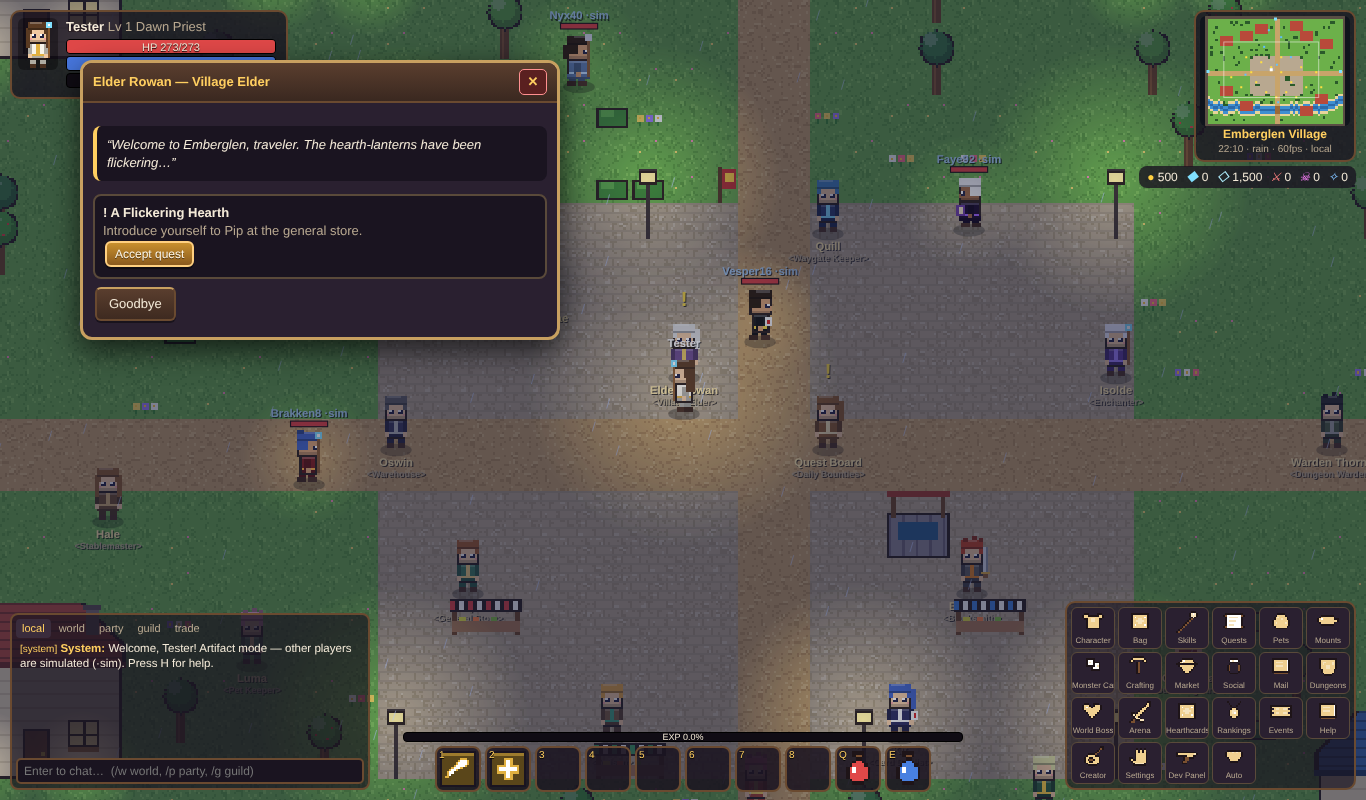 Tester Lv 1 Dawn Priest
HP 273/273
Elder Rowan — Village Elder
✕
“Welcome to Emberglen, traveler. The hearth-lanterns have been
flickering…”
! A Flickering Hearth
Introduce yourself to Pip at the general store.
Accept quest
Goodbye
Nyx40 ·sim
Emberglen Village
22:10 · rain · 60fps · local
500 0 1,500 0 0 0
Faye92 ·sim
Quill
<Waygate Keeper>
Vesper16 ·sim
!
Tester
Elder Rowan
<Village Elder>
!
Isolde
<Enchanter>
Brakken8 ·sim
Oswin
<Warehouse>
Quest Board
<Daily Bounties>
Warden Thorn
<Dungeon Warde
Hale
<Stablemaster>
Luma
local world party guild trade
[system] System: Welcome, Tester! Artifact mode — other players
are simulated (·sim). Press H for help.
Enter to chat… (/w world, /p party, /g guild)
EXP 0.0%
1 2 3 4 5 6 7 8 Q E
Character Bag Skills Quests Pets Mounts
Monster Ca Crafting Market Social Mail Dungeons
World Boss Arena Hearthcards Rankings Events Help
Creator Settings Dev Panel Auto